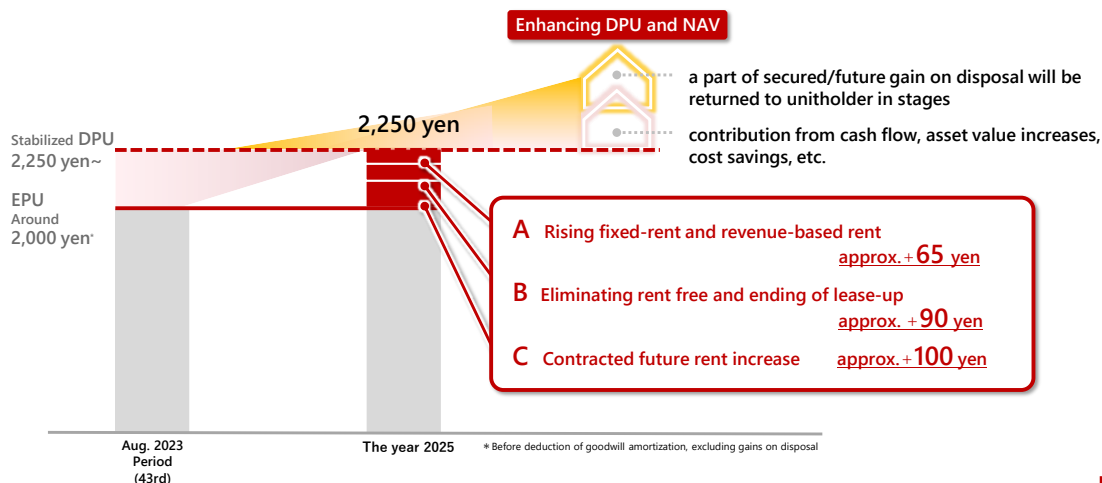 Enhancing DPU and NAV
a part of secured/future gain on disposal will be
returned to unitholder in stages
2,250 yen
contribution from cash flow, asset value increases,
cost savings, etc.
Stabilized DPU
2,250 yen~
EPU
Around
2,000 yen*
A Rising fixed-rent and revenue-based rent
approx.+65 yen
B Eliminating rent free and ending of lease-up
approx. +90 yen
C Contracted future rent increase approx.+100 yen
Aug. 2023
Period
(43rd)
The year 2025
* Before deduction of goodwill amortization, excluding gains on disposal